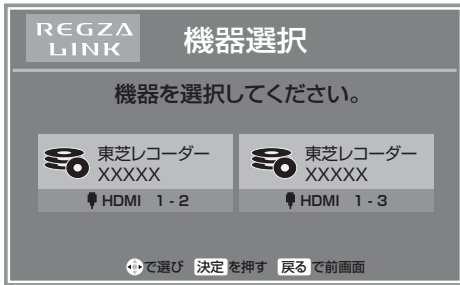 REGZA
LINK
機器選択
機器を選択してください。
東芝レコーダー
XXXXX
HDMI 1 - 2
東芝レコーダー
XXXXX
HDMI 1 - 3
で選び 決定 を押す 戻る で前画面